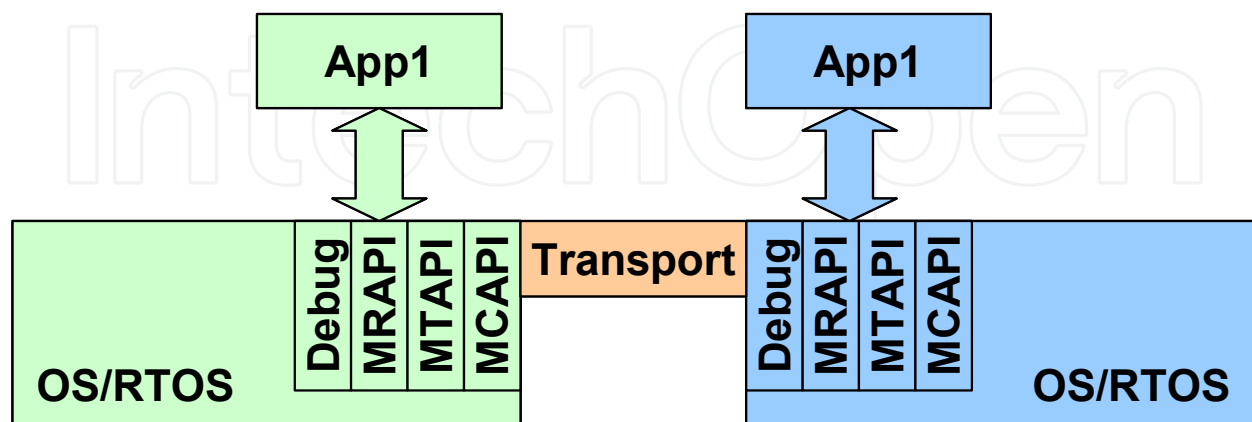 IntechOpen
App1
App1
Debug
MRAPI
MTAPI
MCAPI
Transport
Debug
MRAPI
MTAPI
MCAPI
OS/RTOS
OS/RTOS